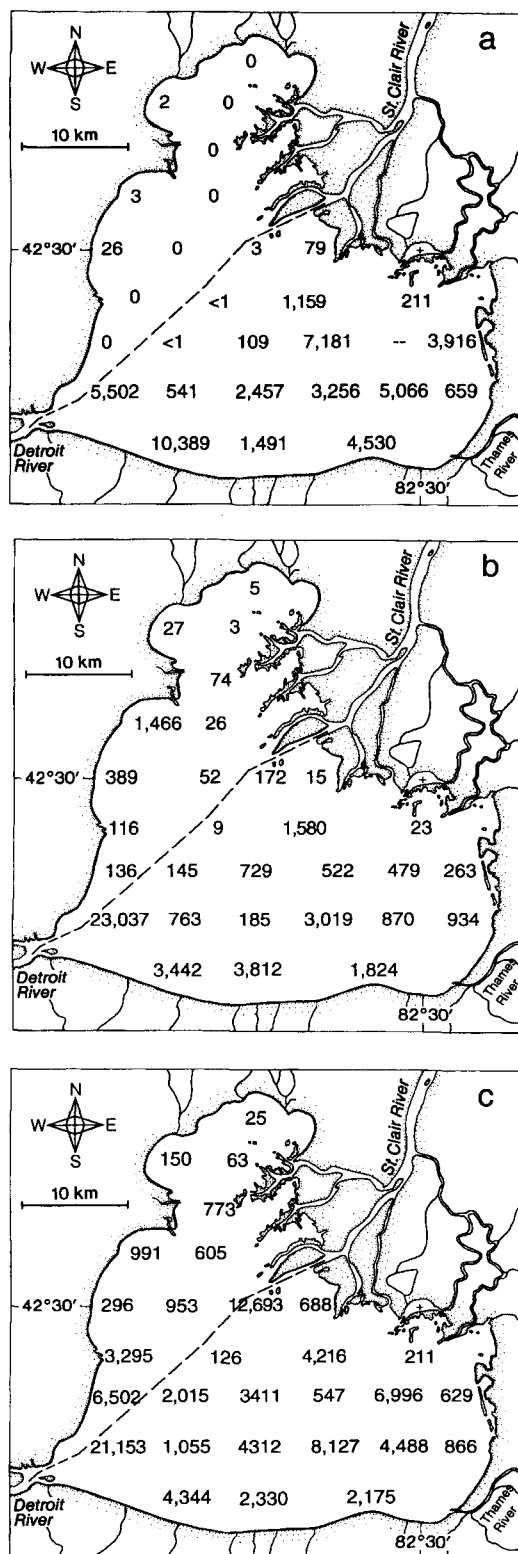 a
N
W E
S
10 km
St. Clair River
0
2 0
0
3 0
42°30′ 26 0 3 79
0 <1 1,159 211
0 <1 109 7,181 -- 3,916
5,502 541 2,457 3,256 5,066 659
10,389 1,491 4,530
Detroit River
82°30′
Thames River
b
N
W E
S
10 km
St. Clair River
5
27 3
74
1,466 26
42°30′ 389 52 172 15
116 9 1,580 23
136 145 729 522 479 263
23,037 763 185 3,019 870 934
3,442 3,812 1,824
Detroit River
82°30′
Thames River
c
N
W E
S
10 km
St. Clair River
25
150 63
773
991 605
42°30′ 296 953 12,693 688
3,295 126 4,216 211
6,502 2,015 3411 547 6,996 629
21,153 1,055 4312 8,127 4,488 866
4,344 2,330 2,175
Detroit River
82°30′
Thames River